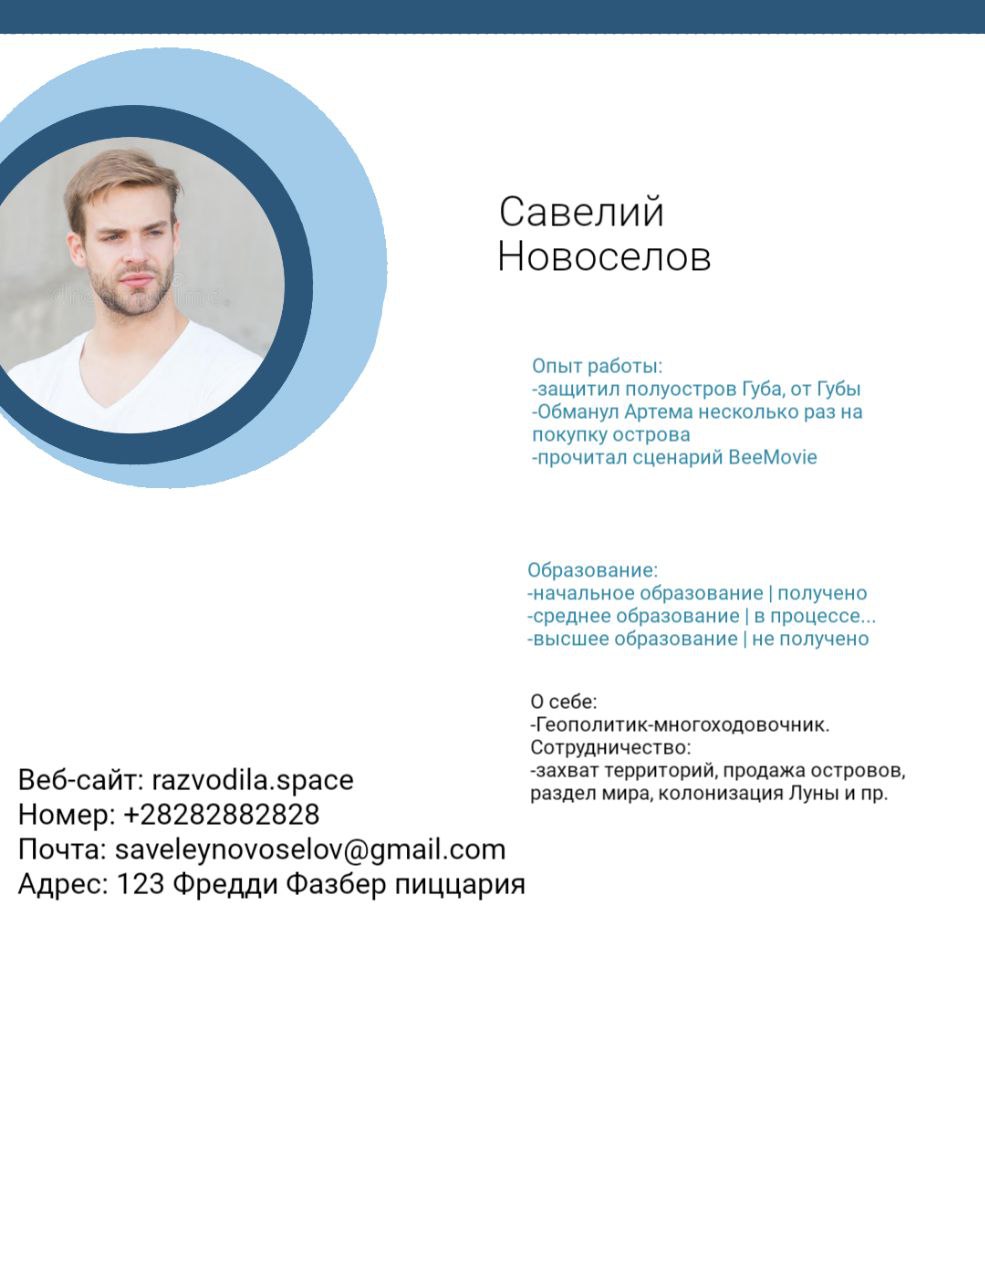 Савелий
Новоселов
Опыт работы:
-защитил полуостров Губа, от Губы
-Обманул Артема несколько раз на
покупку острова
-прочитал сценарий BeeMovie
Образование:
-начальное образование | получено
-среднее образование | в процессе...
-высшее образование | не получено
О себе:
-Геополитик-многоходовочник.
Сотрудничество:
-захват территорий, продажа островов,
раздел мира, колонизация Луны и пр.
Веб-сайт: razvodila.space
Номер: +28282882828
Почта: saveleynovoselov@gmail.com
Адрес: 123 Фредди Фазбер пиццария